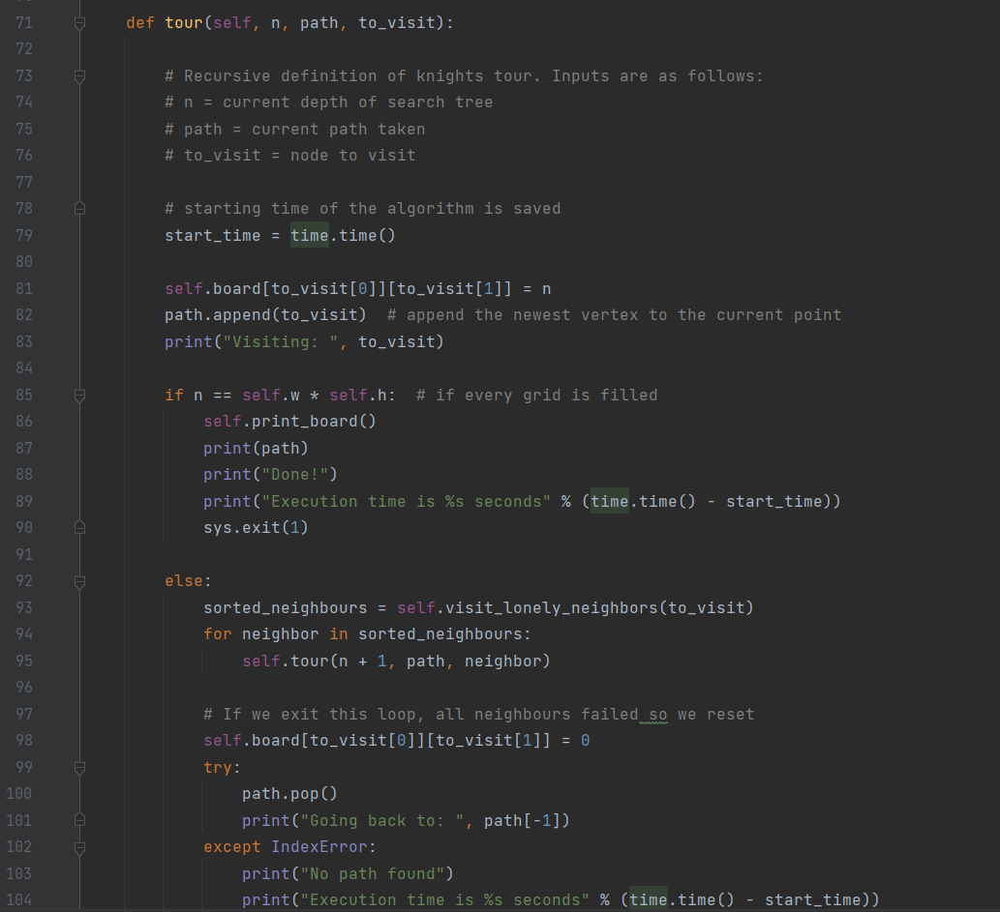 71 def tour(self, n, path, to_visit):
72
73 # Recursive definition of knights tour. Inputs are as follows:
74 # n = current depth of search tree
75 # path = current path taken
76 # to_visit = node to visit
77
78 # starting time of the algorithm is saved
79 start_time = time.time()
80
81 self.board[to_visit[0]][to_visit[1]] = n
82 path.append(to_visit)  # append the newest vertex to the current point
83 print("Visiting: ", to_visit)
84
85 if n == self.w * self.h:  # if every grid is filled
86 self.print_board()
87 print(path)
88 print("Done!")
89 print("Execution time is %s seconds" % (time.time() - start_time))
90 sys.exit(1)
91
92 else:
93 sorted_neighbours = self.visit_lonely_neighbors(to_visit)
94 for neighbor in sorted_neighbours:
95 self.tour(n + 1, path, neighbor)
96
97 # If we exit this loop, all neighbours failed so we reset
98 self.board[to_visit[0]][to_visit[1]] = 0
99 try:
100 path.pop()
101 print("Going back to: ", path[-1])
102 except IndexError:
103 print("No path found")
104 print("Execution time is %s seconds" % (time.time() - start_time))